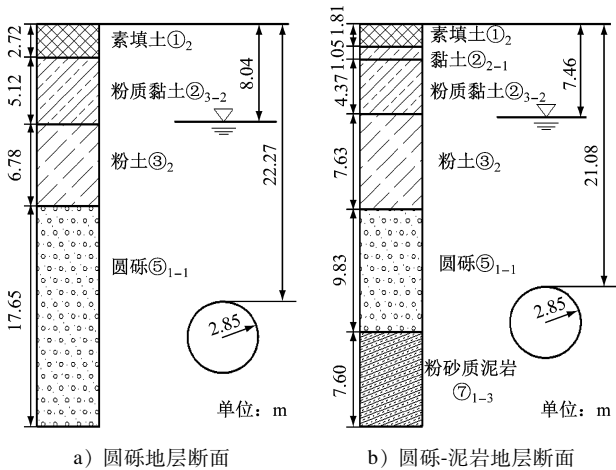 2.72
5.12
6.78
17.65
素填土①₂
粉质黏土②₃₋₂
粉土③₂
圆砾⑤₁₋₁
8.04
22.27
2.85
单位：m
a）圆砾地层断面
1.81
1.05
4.37
7.63
9.83
7.60
素填土①₂
黏土②₂₋₁
粉质黏土②₃₋₂
粉土③₂
圆砾⑤₁₋₁
粉砂质泥岩
⑦₁₋₃
7.46
21.08
2.85
单位：m
b）圆砾-泥岩地层断面